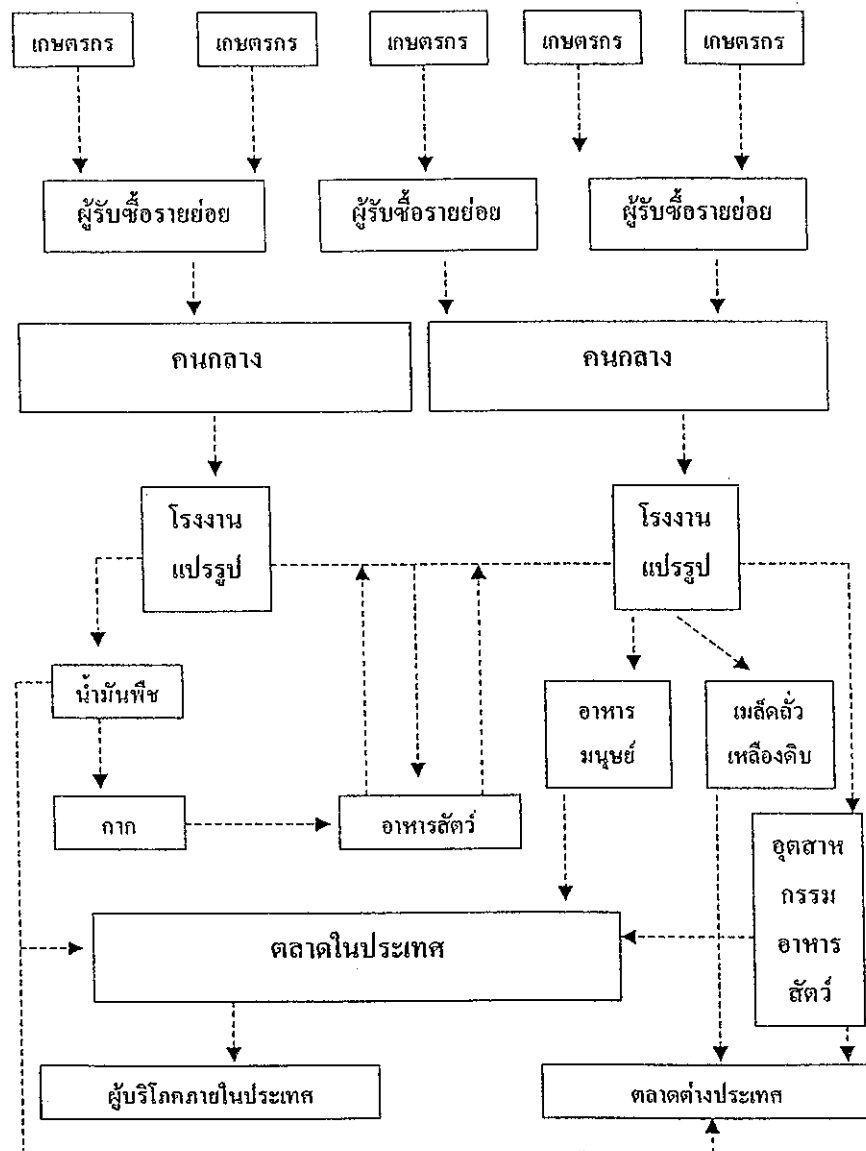 เกษตรกร
เกษตรกร
เกษตรกร
เกษตรกร
เกษตรกร
ผู้รับซื้อรายย่อย
ผู้รับซื้อรายย่อย
ผู้รับซื้อรายย่อย
คนกลาง
คนกลาง
โรงงาน
แปรรูป
โรงงาน
แปรรูป
น้ำมันพืช
อาหาร
มนุษย์
เมล็ดถั่ว
เหลืองดิบ
กาก
อาหารสัตว์
อุตสาห
กรรม
อาหาร
สัตว์
ตลาดในประเทศ
ผู้บริโภคภายในประเทศ
ตลาดต่างประเทศ